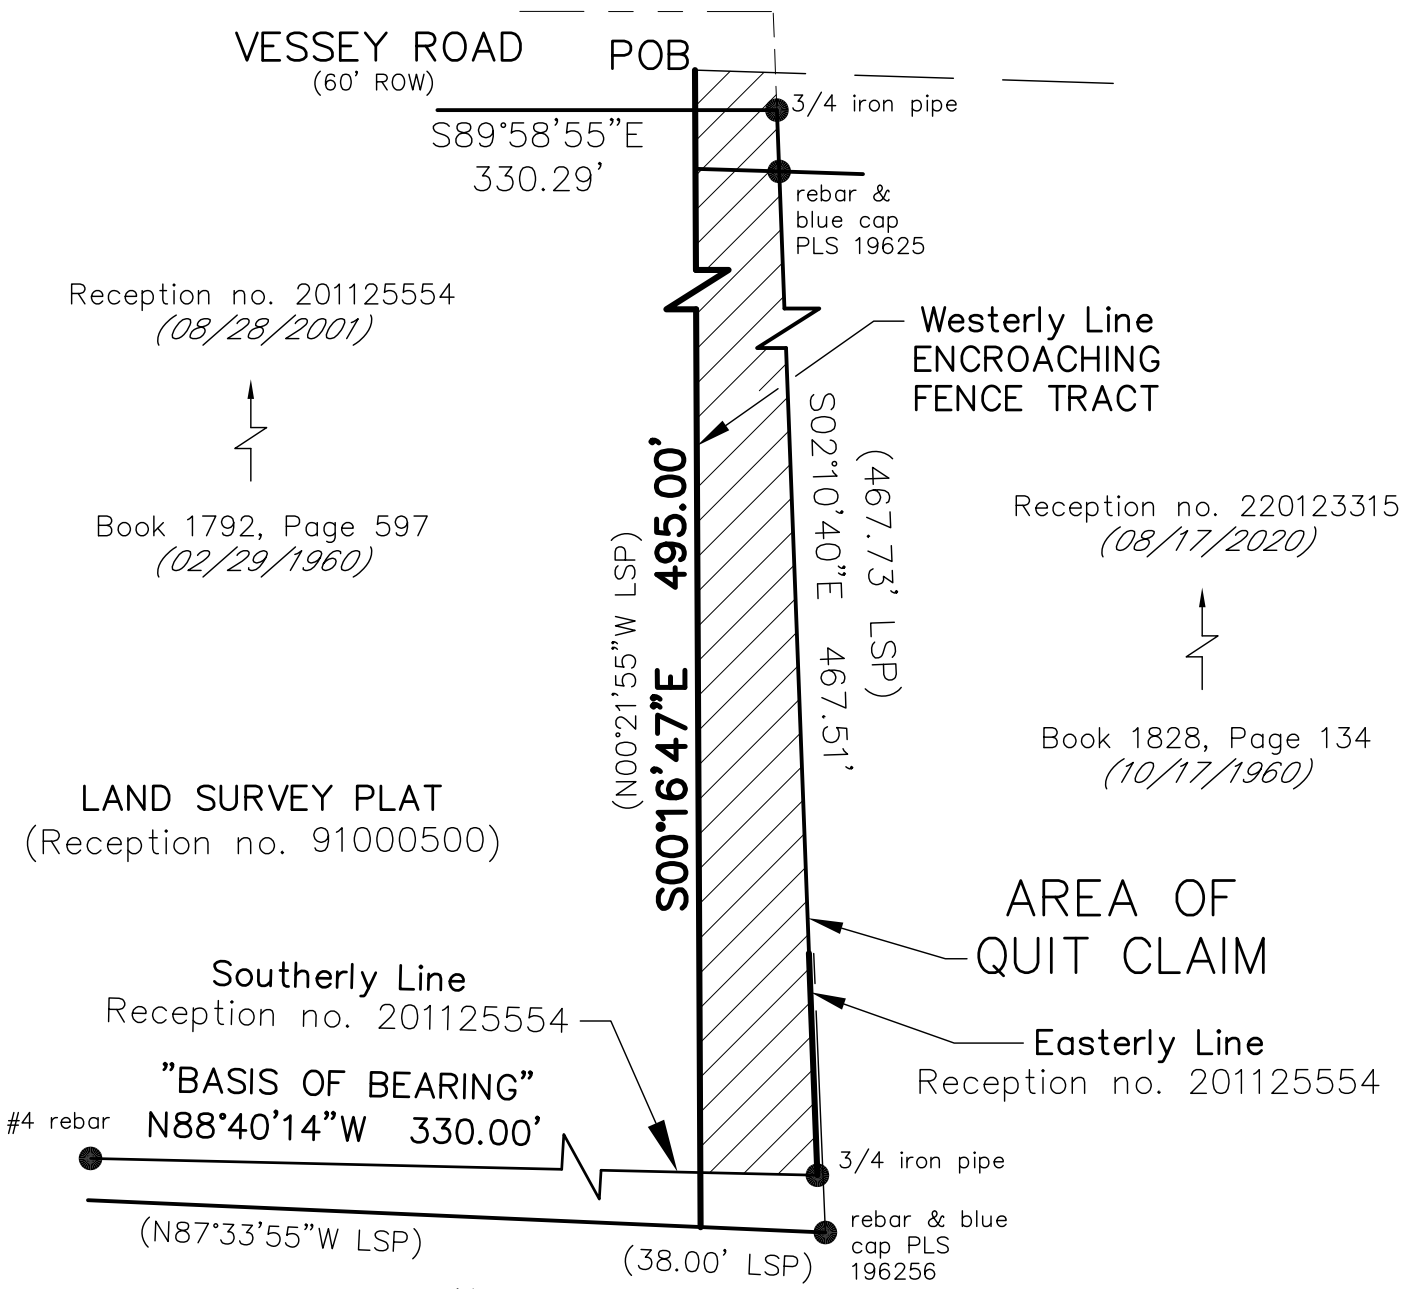 VESSEY ROAD
(60' ROW)
POB
3/4 iron pipe
S89°58'55"E
330.29'
rebar &
blue cap
PLS 19625
Reception no. 201125554
(08/28/2001)
Westerly Line
ENCROACHING
FENCE TRACT
Book 1792, Page 597
(02/29/1960)
S00°16'47"E 495.00'
(N00°21'55"W LSP)
S02°10'40"E 467.51'
(467.73' LSP)
Reception no. 220123315
(08/17/2020)
Book 1828, Page 134
(10/17/1960)
LAND SURVEY PLAT
(Reception no. 91000500)
AREA OF
QUIT CLAIM
Southerly Line
Reception no. 201125554
Easterly Line
Reception no. 201125554
"BASIS OF BEARING"
N88°40'14"W 330.00'
#4 rebar
3/4 iron pipe
(N87°33'55"W LSP)
(38.00' LSP)
rebar & blue
cap PLS
196256